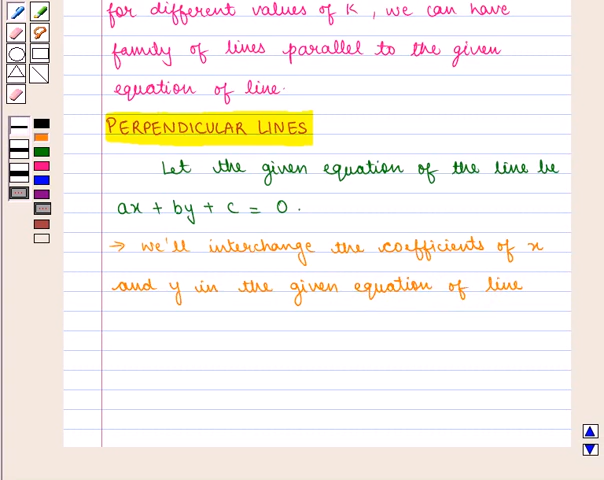 for different values of K, we can have
family of lines parallel to the given
equation of line.
PERPENDICULAR LINES
Let the given equation of the line be
ax + by + c = 0.
→ we'll interchange the coefficients of x
and y in the given equation of line